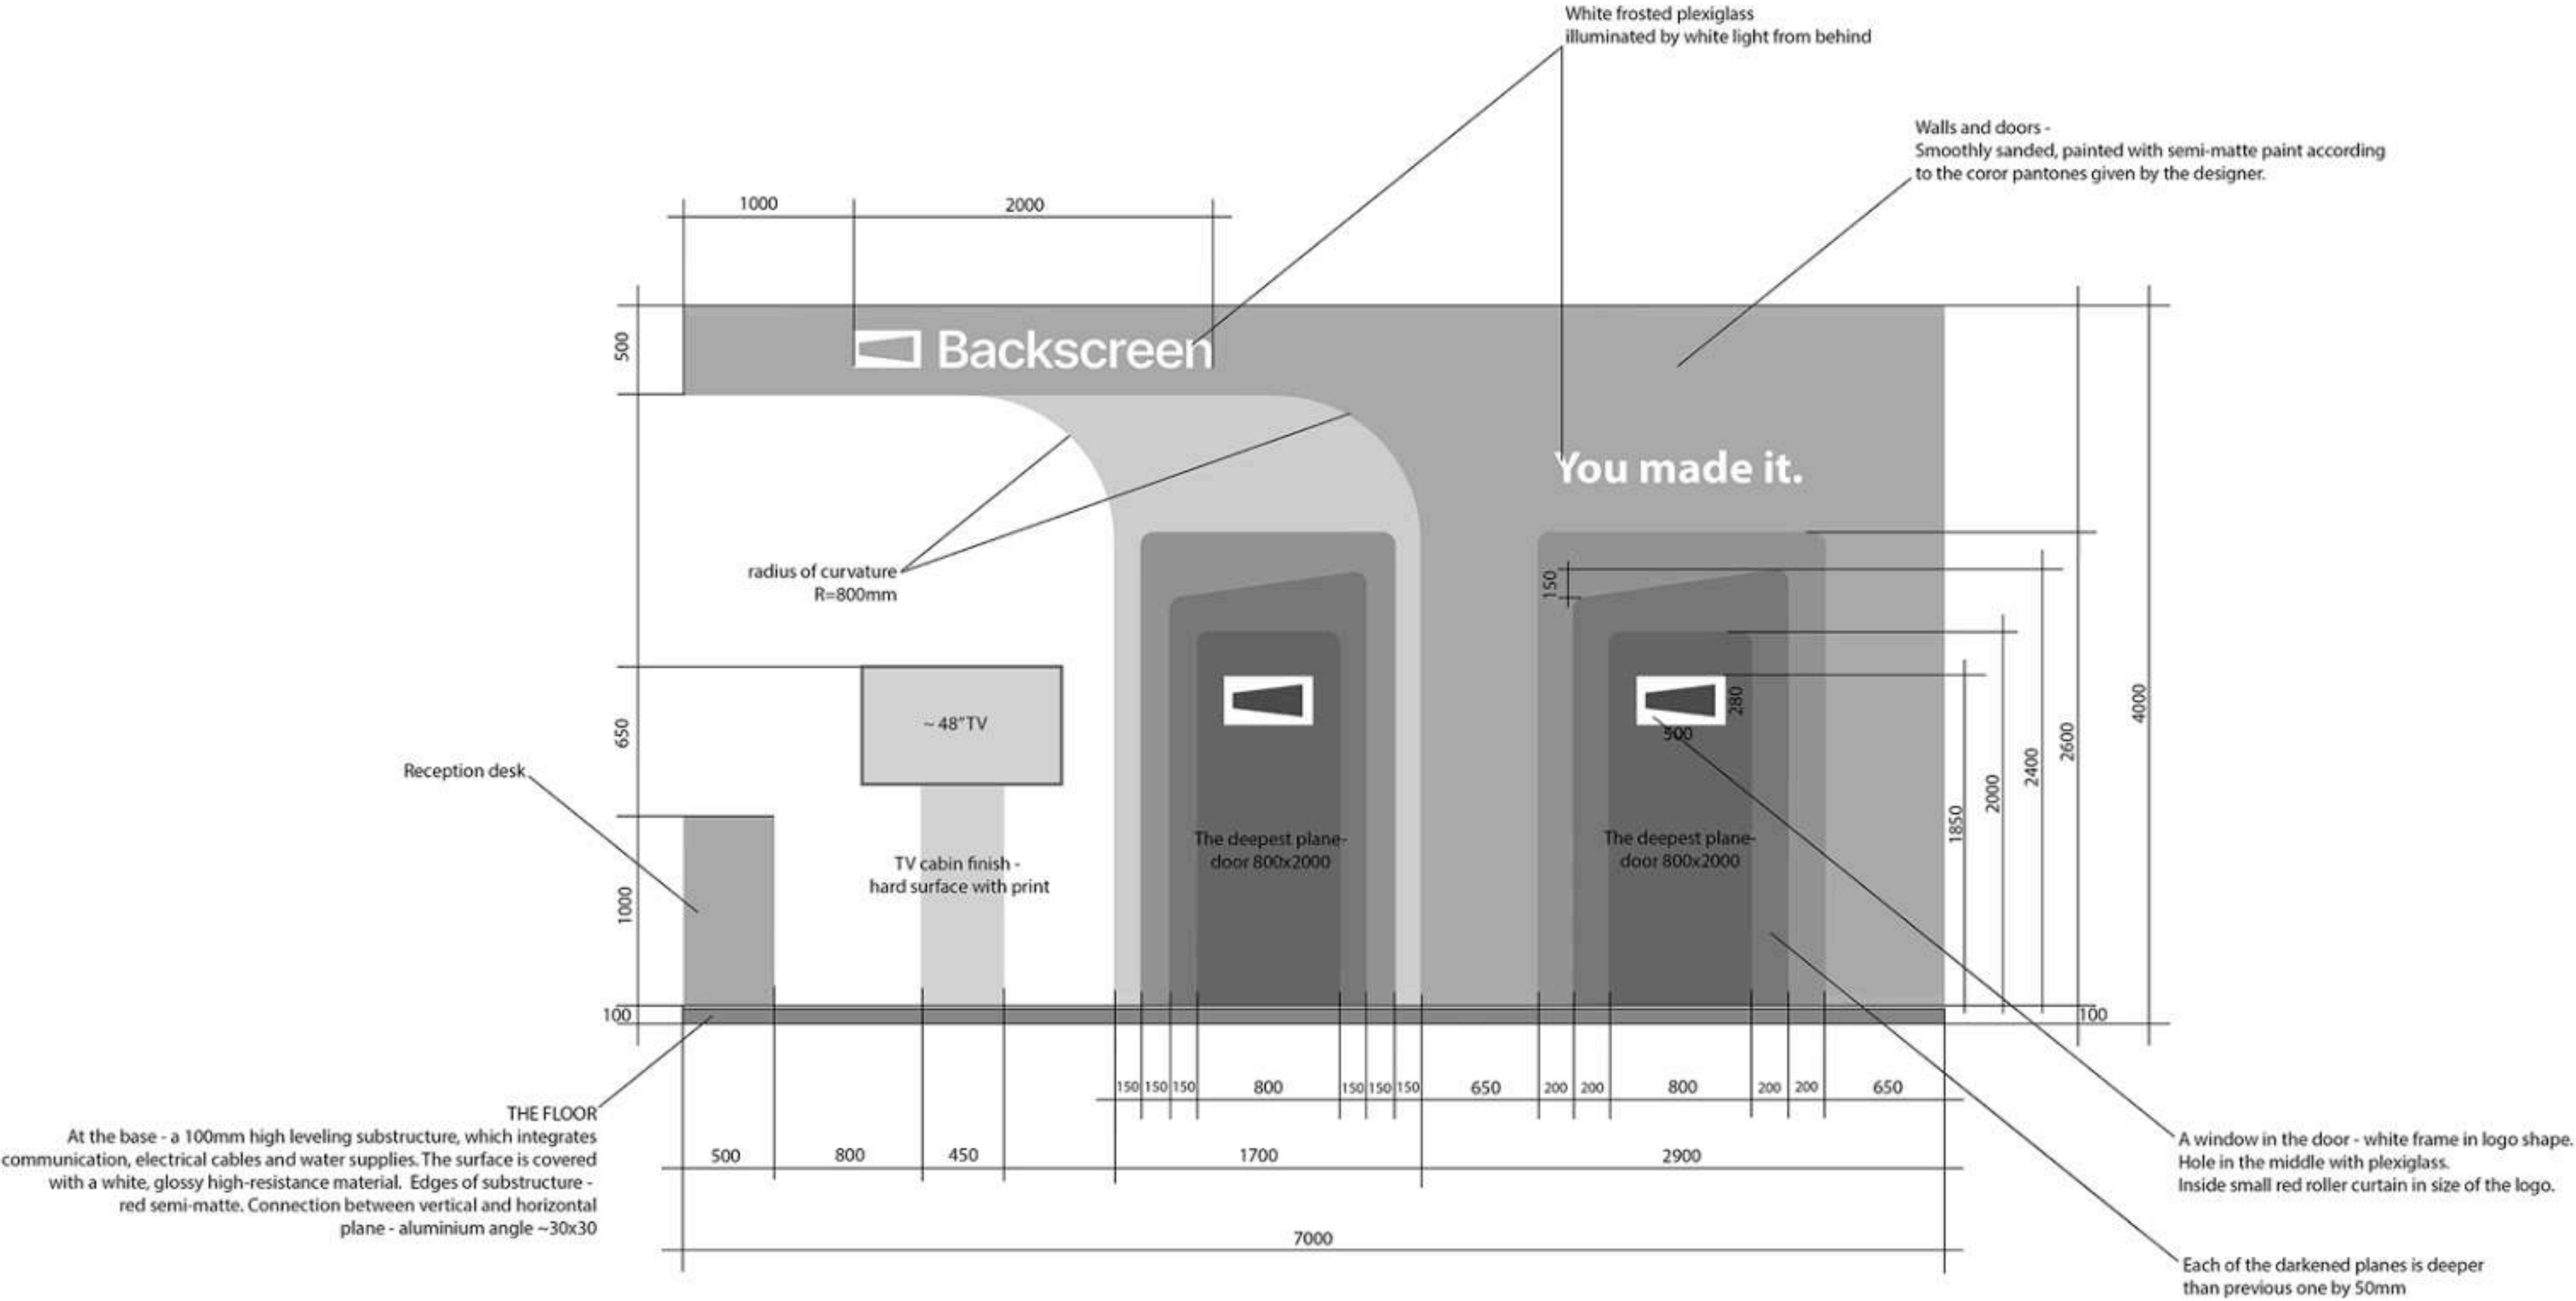 White frosted plexiglass
illuminated by white light from behind
Walls and doors -
Smoothly sanded, painted with semi-matte paint according
to the coror pantones given by the designer.
1000
2000
500
Backscreen
You made it.
radius of curvature
R=800mm
150
~ 48"TV
280
500
650
4000
2600
2400
2000
1850
Reception desk
The deepest plane-
door 800x2000
The deepest plane-
door 800x2000
TV cabin finish -
hard surface with print
1000
100
100
150
150
150
800
150
150
150
650
200
200
800
200
200
650
THE FLOOR
At the base - a 100mm high leveling substructure, which integrates
communication, electrical cables and water supplies. The surface is covered
with a white, glossy high-resistance material. Edges of substructure -
red semi-matte. Connection between vertical and horizontal
plane - aluminium angle ~30x30
500
800
450
1700
2900
A window in the door - white frame in logo shape.
Hole in the middle with plexiglass.
Inside small red roller curtain in size of the logo.
7000
Each of the darkened planes is deeper
than previous one by 50mm